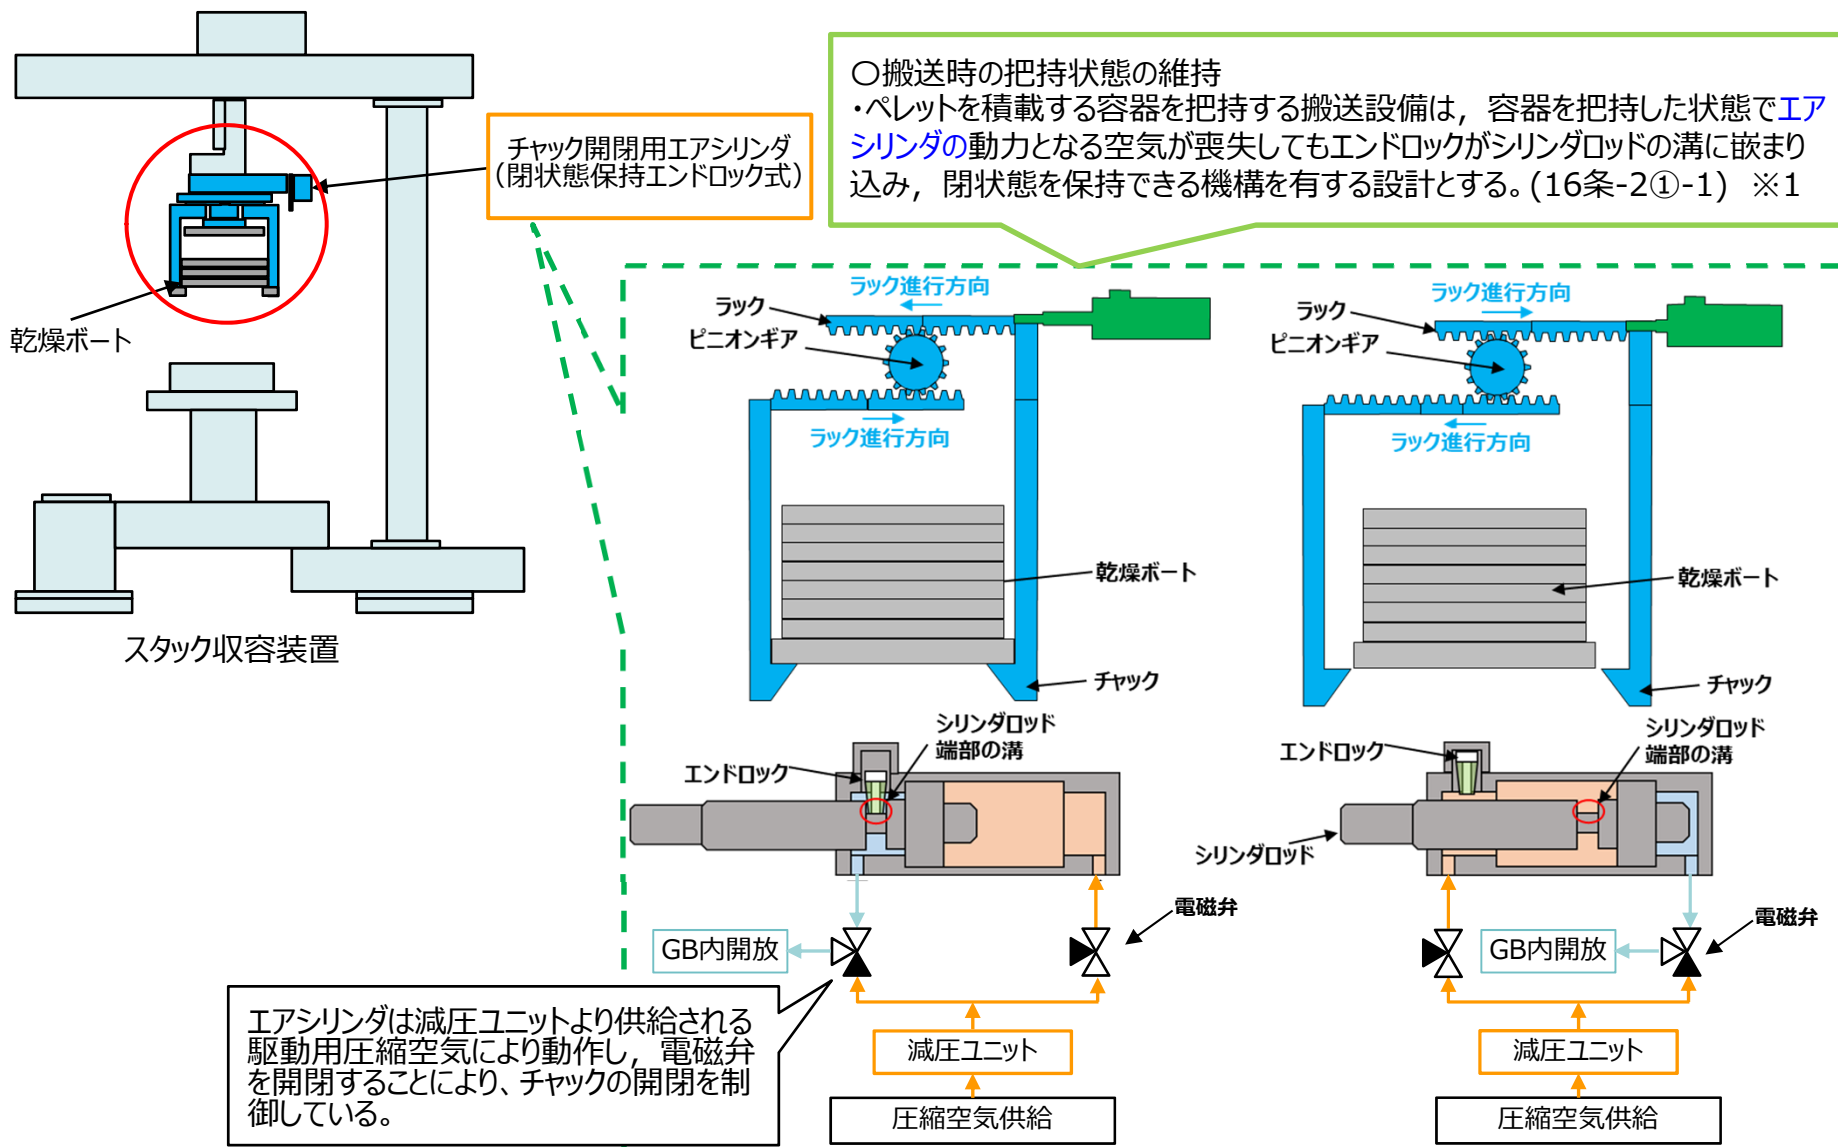 〇搬送時の把持状態の維持
・ペレットを積載する容器を把持する搬送設備は，容器を把持した状態でエア
シリンダの動力となる空気が喪失してもエンドロックがシリンダロッドの溝に嵌まり
込み，閉状態を保持できる機構を有する設計とする。(16条-2①-1)　※1
チャック開閉用エアシリンダ
（閉状態保持エンドロック式）
乾燥ボート
スタック収容装置
ラック進行方向
ラック
ピニオンギア
ラック進行方向
乾燥ボート
チャック
シリンダロッド
端部の溝
エンドロック
電磁弁
GB内開放
減圧ユニット
圧縮空気供給
ラック進行方向
ラック
ピニオンギア
ラック進行方向
乾燥ボート
チャック
シリンダロッド
端部の溝
エンドロック
シリンダロッド
電磁弁
GB内開放
減圧ユニット
圧縮空気供給
エアシリンダは減圧ユニットより供給される
駆動用圧縮空気により動作し，電磁弁
を開閉することにより、チャックの開閉を制
御している。